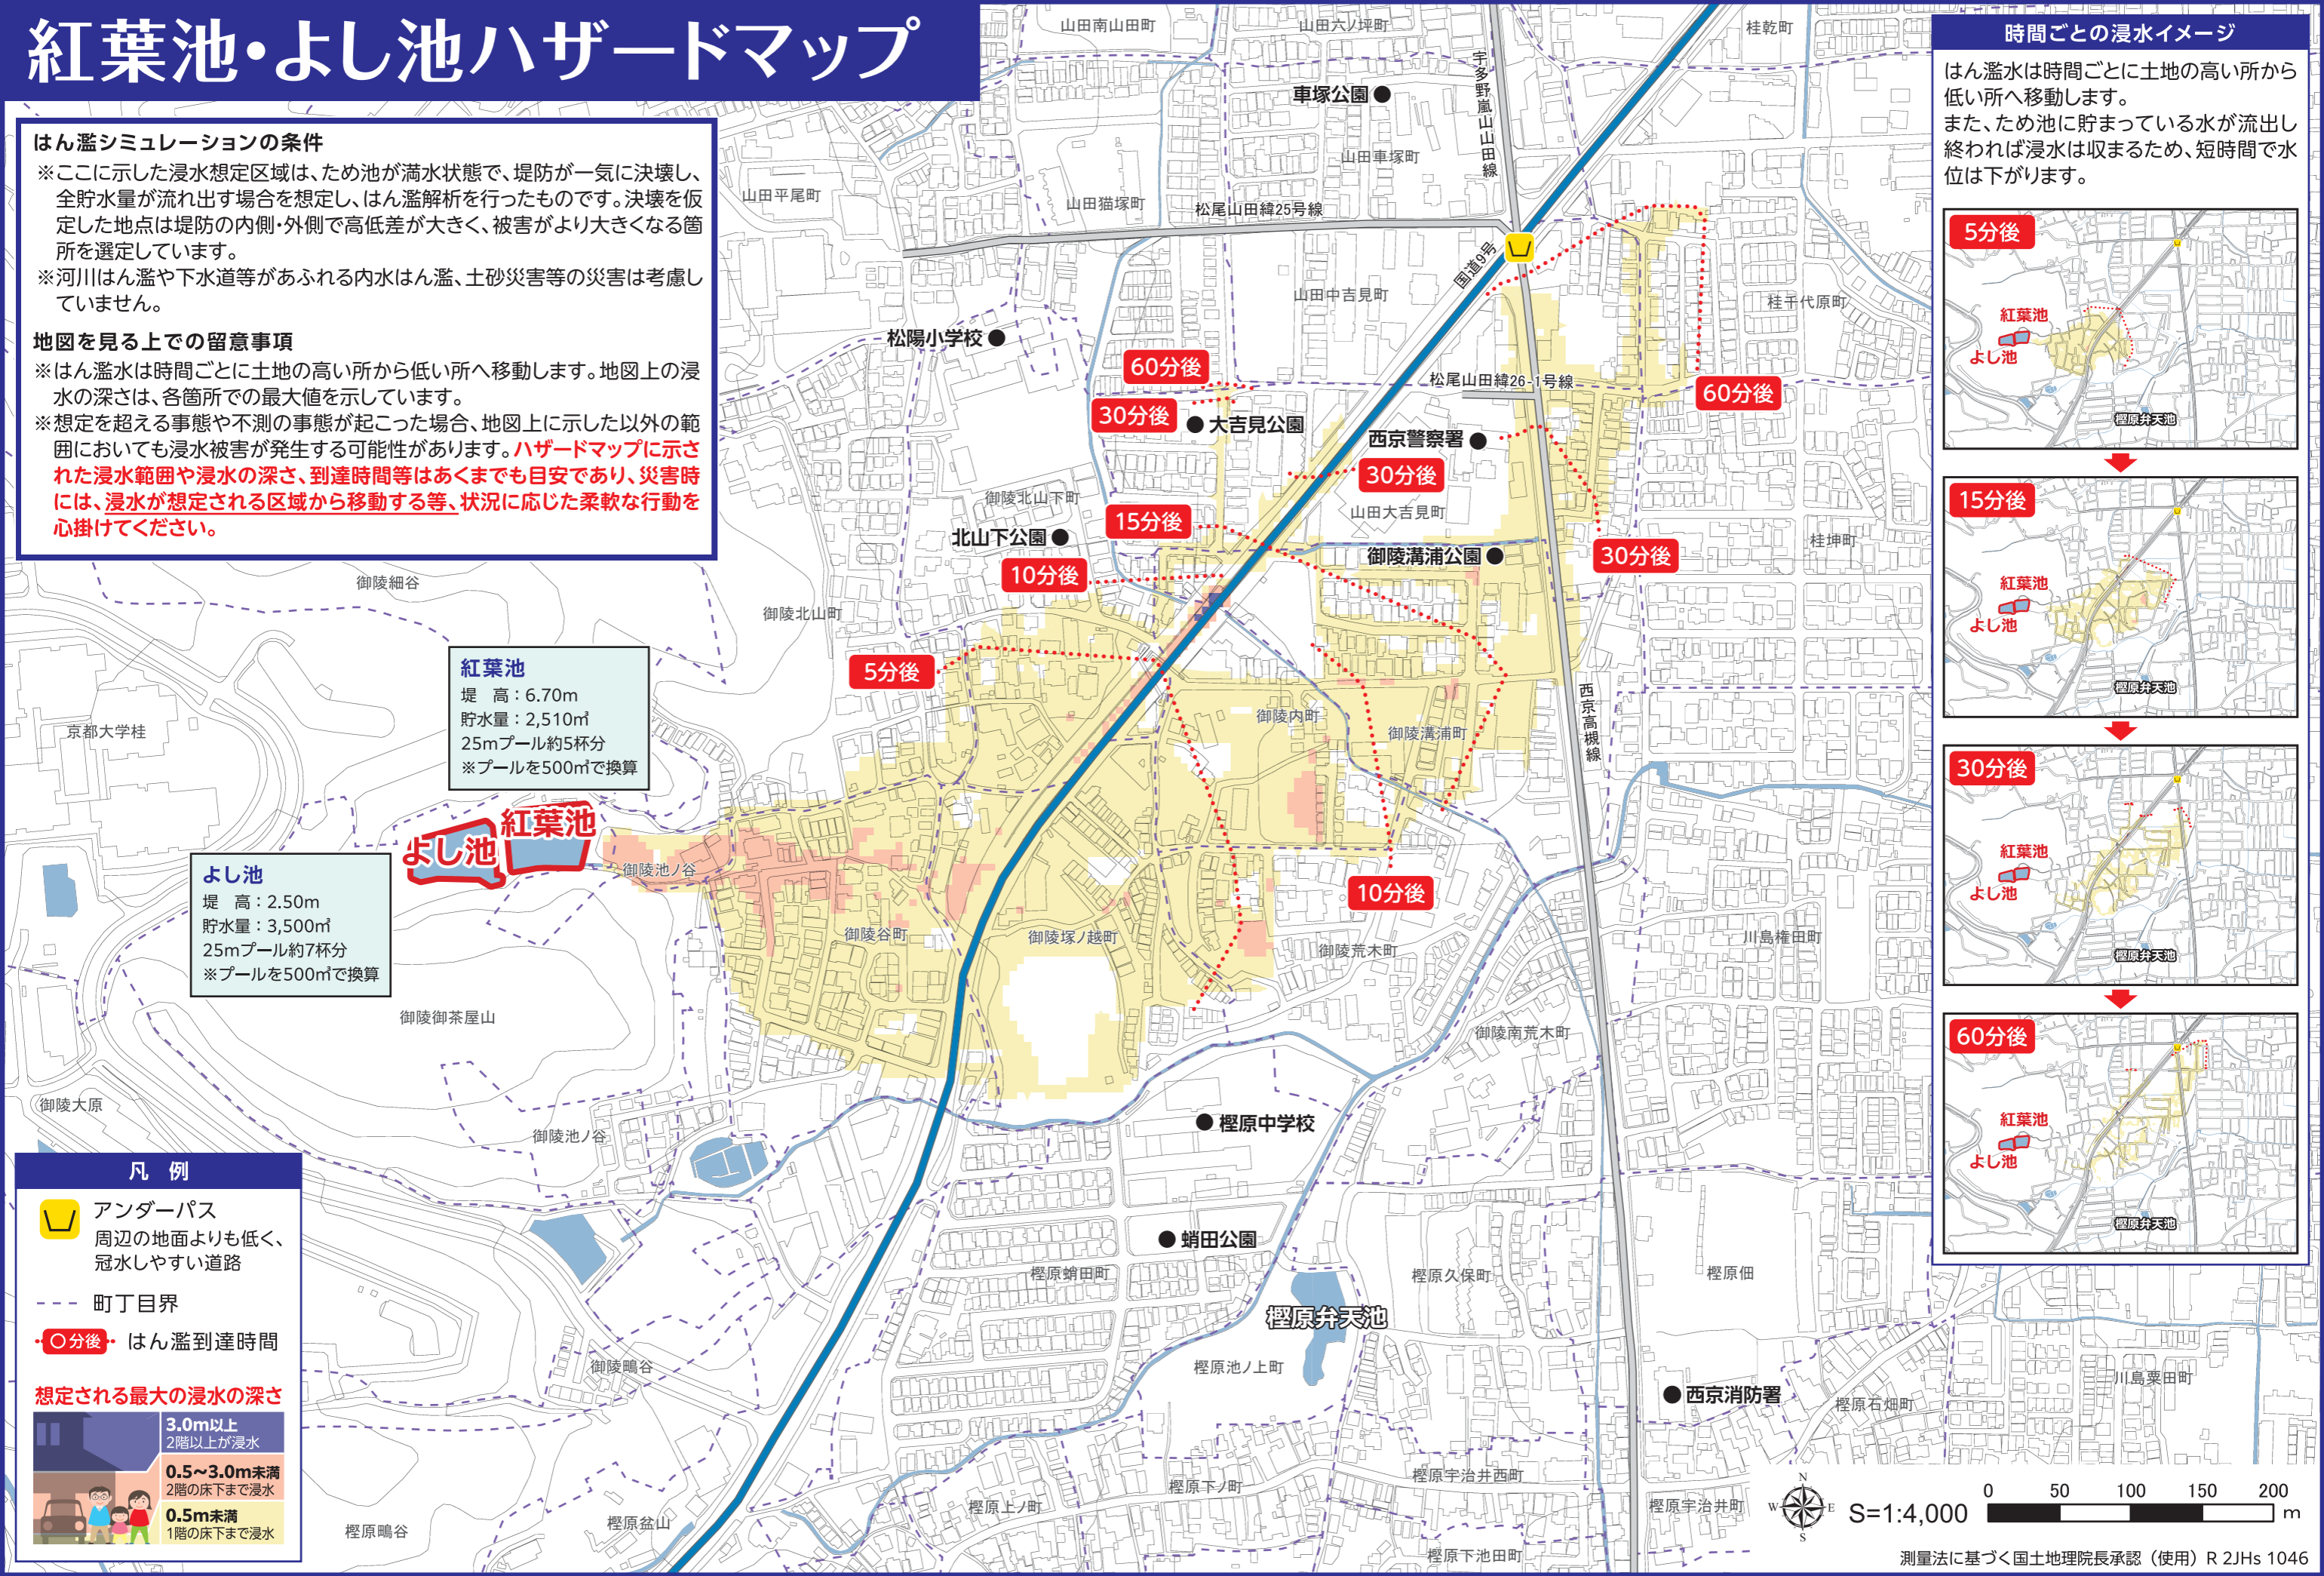 紅葉池・よし池ハザードマップ
はん濫シミュレーションの条件
※ここに示した浸水想定区域は、ため池が満水状態で、堤防が一気に決壊し、
全貯水量が流れ出す場合を想定し、はん濫解析を行ったものです。決壊を仮
定した地点は堤防の内側・外側で高低差が大きく、被害がより大きくなる箇
所を選定しています。
※河川はん濫や下水道等があふれる内水はん濫、土砂災害等の災害は考慮し
ていません。
地図を見る上での留意事項
※はん濫水は時間ごとに土地の高い所から低い所へ移動します。地図上の浸
水の深さは、各箇所での最大値を示しています。
※想定を超える事態や不測の事態が起こった場合、地図上に示した以外の範
囲においても浸水被害が発生する可能性があります。ハザードマップに示さ
れた浸水範囲や浸水の深さ、到達時間等はあくまでも目安であり、災害時
には、浸水が想定される区域から移動する等、状況に応じた柔軟な行動を
心掛けてください。
山田南山田町
山田六ノ坪町
桂乾町
宇多野嵐山山田線
車塚公園
山田車塚町
山田平尾町
山田猫塚町
松尾山田緯25号線
国道9号
山田中吉見町
桂千代原町
松陽小学校
60分後
30分後
大吉見公園
松尾山田緯26-1号線
60分後
西京警察署
30分後
御陵北山下町
15分後
山田大吉見町
北山下公園
御陵溝浦公園
30分後
桂坤町
10分後
御陵細谷
御陵北山町
5分後
京都大学桂
御陵内町
御陵溝浦町
西京高槻線
紅葉池
堤 高：6.70m
貯水量：2,510㎥
25mプール約5杯分
※プールを500㎥で換算
よし池
紅葉池
御陵池ノ谷
よし池
堤 高：2.50m
貯水量：3,500㎥
25mプール約7杯分
※プールを500㎥で換算
10分後
御陵谷町
御陵塚ノ越町
御陵荒木町
川島権田町
御陵御茶屋山
御陵南荒木町
御陵大原
御陵池ノ谷
樫原中学校
蛸田公園
樫原蛸田町
樫原久保町
樫原佃
樫原弁天池
御陵鴫谷
樫原池ノ上町
西京消防署
川島粟田町
樫原石畑町
樫原宇治井西町
樫原下ノ町
樫原上ノ町
樫原宇治井町
樫原盆山
樫原鴫谷
樫原下池田町
凡 例
アンダーパス
周辺の地面よりも低く、
冠水しやすい道路
町丁目界
〇分後
はん濫到達時間
想定される最大の浸水の深さ
3.0m以上
2階以上が浸水
0.5～3.0m未満
2階の床下まで浸水
0.5m未満
1階の床下まで浸水
時間ごとの浸水イメージ
はん濫水は時間ごとに土地の高い所から
低い所へ移動します。
また、ため池に貯まっている水が流出し
終われば浸水は収まるため、短時間で水
位は下がります。
5分後
紅葉池
よし池
樫原弁天池
15分後
紅葉池
よし池
樫原弁天池
30分後
紅葉池
よし池
樫原弁天池
60分後
紅葉池
よし池
樫原弁天池
N
W E
S
S=1:4,000
0 50 100 150 200
m
測量法に基づく国土地理院長承認（使用）R 2JHs 1046